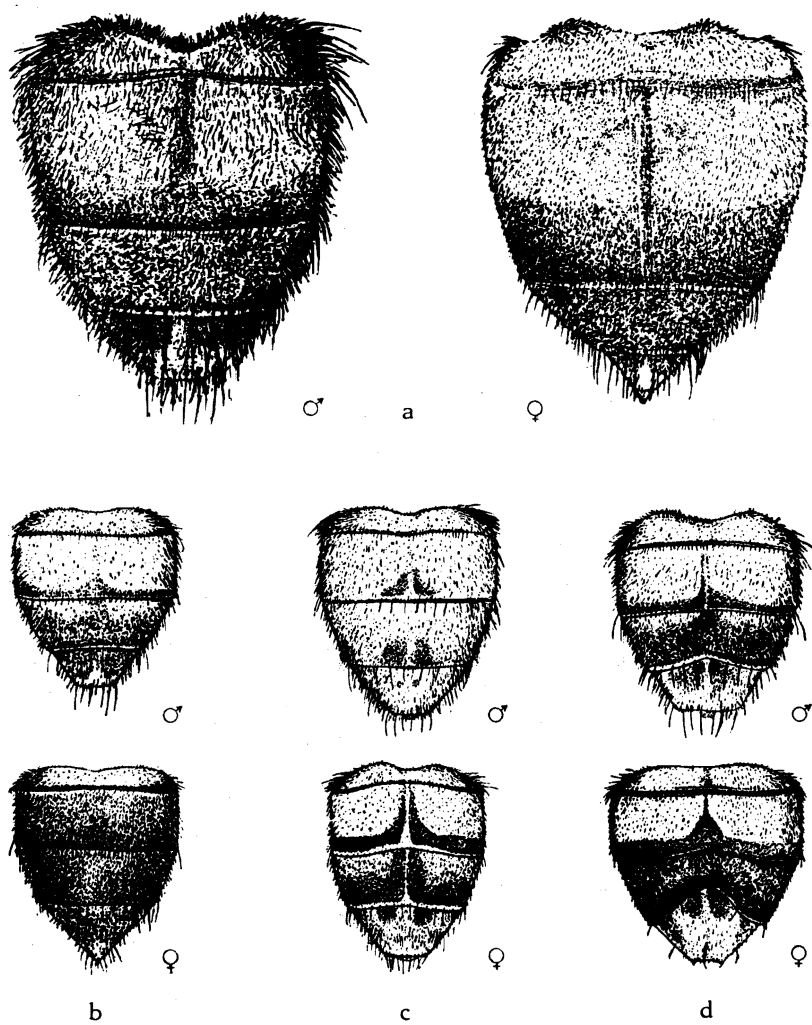 ♂ a ♀
♂ ♂ ♂
♀ ♀ ♀
b c d